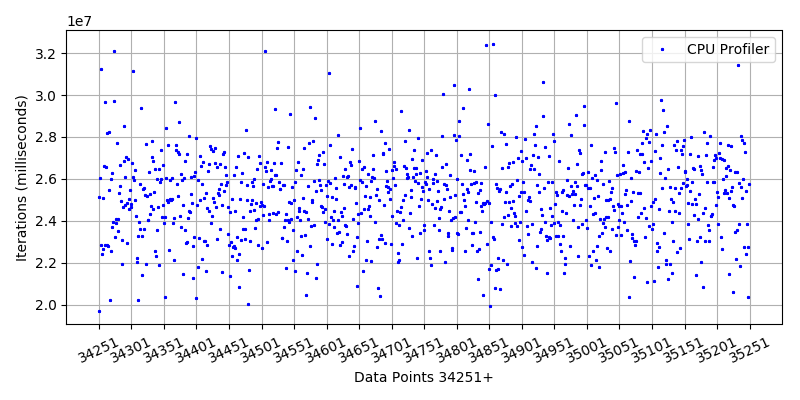 1e7
CPU Profiler
3.2
3.0
2.8
2.6
2.4
2.2
2.0
Iterations (milliseconds)
34251 34301 34351 34401 34451 34501 34551 34601 34651 34701 34751 34801 34851 34901 34951 35001 35051 35101 35151 35201 35251
Data Points 34251+